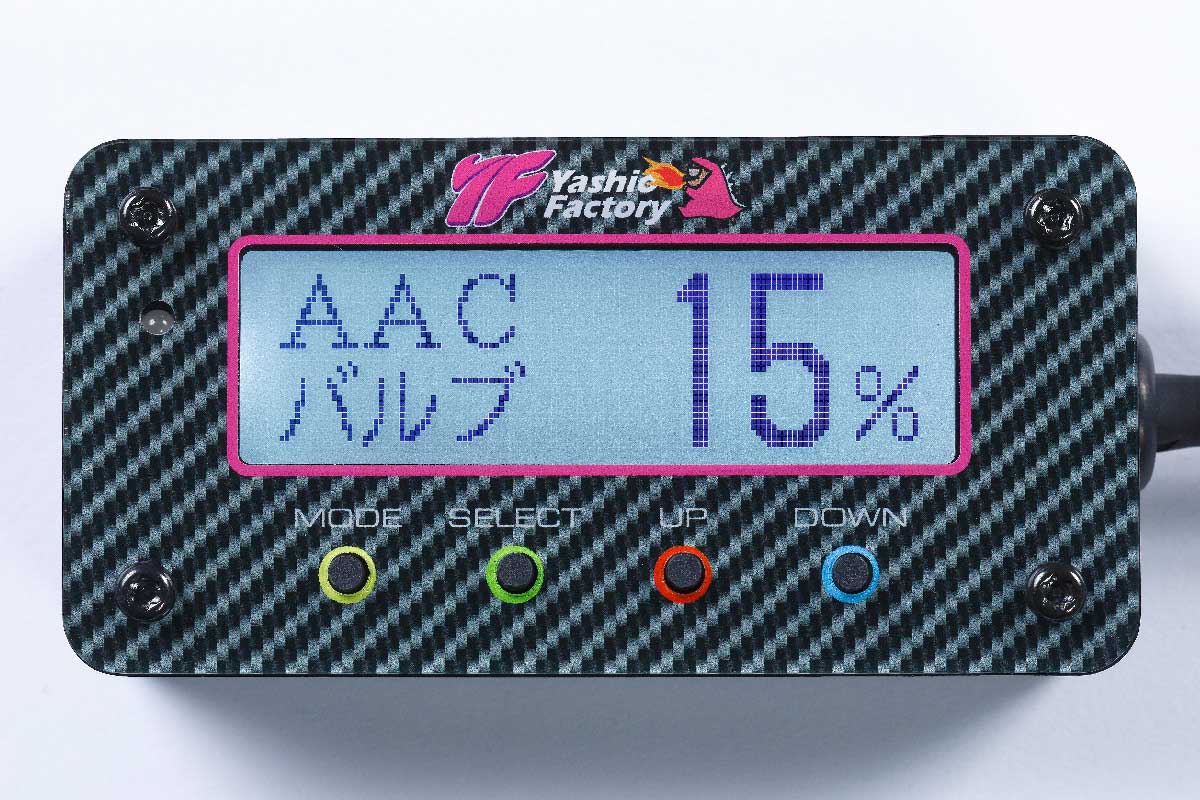 YF
Yashio
Factory
AAC
バルブ
15%
MODE SELECT UP DOWN